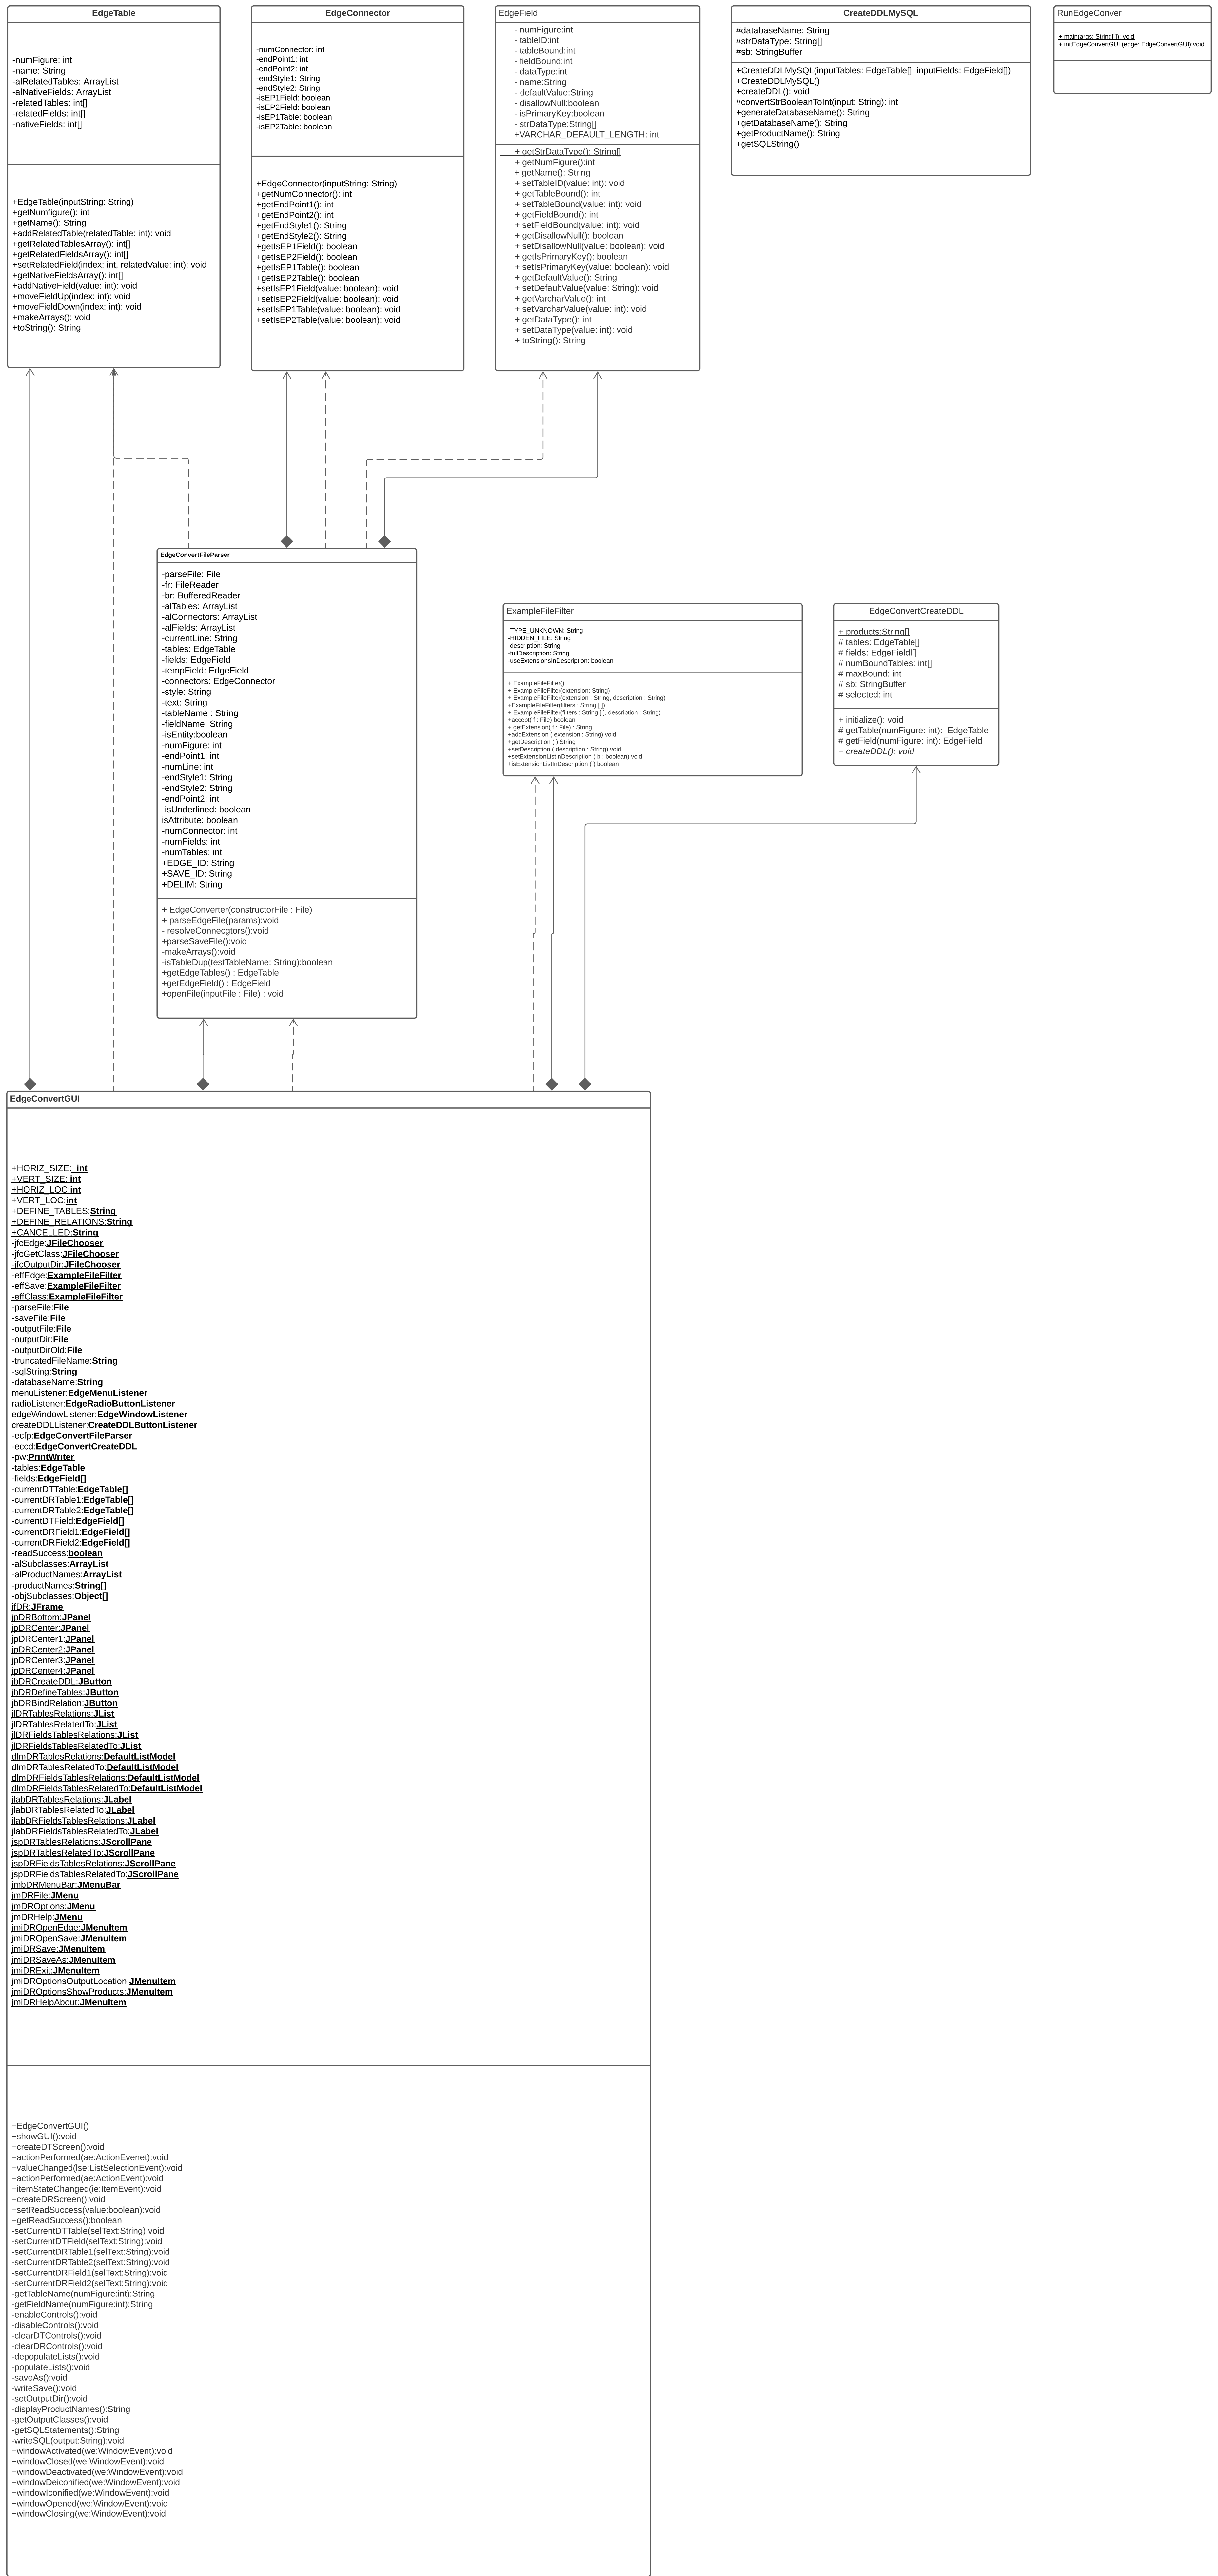 EdgeTable
-numFigure: int
-name: String
-alRelatedTables: ArrayList
-alNativeFields: ArrayList
-relatedTables: int[]
-relatedFields: int[]
-nativeFields: int[]
+EdgeTable(inputString: String)
+getNumfigure(): int
+getName(): String
+addRelatedTable(relatedTable: int): void
+getRelatedTablesArray(): int[]
+getRelatedFieldsArray(): int[]
+setRelatedField(index: int, relatedValue: int): void
+getNativeFieldsArray(): int[]
+addNativeField(value: int): void
+moveFieldUp(index: int): void
+moveFieldDown(index: int): void
+makeArrays(): void
+toString(): String
EdgeConnector
-numConnector: int
-endPoint1: int
-endPoint2: int
-endStyle1: String
-endStyle2: String
-isEP1Field: boolean
-isEP2Field: boolean
-isEP1Table: boolean
-isEP2Table: boolean
+EdgeConnector(inputString: String)
+getNumConnector(): int
+getEndPoint1(): int
+getEndPoint2(): int
+getEndStyle1(): String
+getEndStyle2(): String
+getIsEP1Field(): boolean
+getIsEP2Field(): boolean
+getIsEP1Table(): boolean
+getIsEP2Table(): boolean
+setIsEP1Field(value: boolean): void
+setIsEP2Field(value: boolean): void
+setIsEP1Table(value: boolean): void
+setIsEP2Table(value: boolean): void
EdgeField
- numFigure:int
- tableID:int
- tableBound:int
- fieldBound:int
- dataType:int
- name:String
- defaultValue:String
- disallowNull:boolean
- isPrimaryKey:boolean
- strDataType:String[]
+VARCHAR_DEFAULT_LENGTH: int
+ getStrDataType(): String[]
+ getNumFigure():int
+ getName(): String
+ setTableID(value: int): void
+ getTableBound(): int
+ setTableBound(value: int): void
+ getFieldBound(): int
+ setFieldBound(value: int): void
+ getDisallowNull(): boolean
+ setDisallowNull(value: boolean): void
+ getIsPrimaryKey(): boolean
+ setIsPrimaryKey(value: boolean): void
+ getDefaultValue(): String
+ setDefaultValue(value: String): void
+ getVarcharValue(): int
+ setVarcharValue(value: int): void
+ getDataType(): int
+ setDataType(value: int): void
+ toString(): String
CreateDDLMySQL
#databaseName: String
#strDataType: String[]
#sb: StringBuffer
+CreateDDLMySQL(inputTables: EdgeTable[], inputFields: EdgeField[])
+CreateDDLMySQL()
+createDDL(): void
#convertStrBooleanToInt(input: String): int
+generateDatabaseName(): String
+getDatabaseName(): String
+getProductName(): String
+getSQLString()
RunEdgeConver
+ main(args: String[ ]): void
+ initEdgeConvertGUI (edge: EdgeConvertGUI):void
EdgeConvertFileParser
-parseFile: File
-fr: FileReader
-br: BufferedReader
-alTables: ArrayList
-alConnectors: ArrayList
-alFields: ArrayList
-currentLine: String
-tables: EdgeTable
-fields: EdgeField
-tempField: EdgeField
-connectors: EdgeConnector
-style: String
-text: String
-tableName : String
-fieldName: String
-isEntity:boolean
-numFigure: int
-endPoint1: int
-numLine: int
-endStyle1: String
-endStyle2: String
-endPoint2: int
-isUnderlined: boolean
isAttribute: boolean
-numConnector: int
-numFields: int
-numTables: int
+EDGE_ID: String
+SAVE_ID: String
+DELIM: String
+ EdgeConverter(constructorFile : File)
+ parseEdgeFile(params):void
- resolveConnecgtors():void
+parseSaveFile():void
-makeArrays():void
-isTableDup(testTableName: String):boolean
+getEdgeTables() : EdgeTable
+getEdgeField() : EdgeField
+openFile(inputFile : File) : void
ExampleFileFilter
-TYPE_UNKNOWN: String
-HIDDEN_FILE: String
-description: String
-fullDescription: String
-useExtensionsInDescription: boolean
+ ExampleFileFilter()
+ ExampleFileFilter(extension: String)
+ ExampleFileFilter(extension : String, description : String)
+ExampleFileFilter(filters : String [ ])
+ ExampleFileFilter(filters : String [ ], description : String)
+accept( f : File) boolean
+ getExtension( f : File) : String
+addExtension ( extension : String) void
+getDescription ( ) String
+setDescription ( description : String) void
+setExtensionListInDescription ( b : boolean) void
+isExtensionListInDescription ( ) boolean
EdgeConvertCreateDDL
+ products:String[]
# tables: EdgeTable[]
# fields: EdgeFieldl[]
# numBoundTables: int[]
# maxBound: int
# sb: StringBuffer
# selected: int
+ initialize(): void
# getTable(numFigure: int): EdgeTable
# getField(numFigure: int): EdgeField
+ createDDL(): void
EdgeConvertGUI
+HORIZ_SIZE: int
+VERT_SIZE: int
+HORIZ_LOC:int
+VERT_LOC:int
+DEFINE_TABLES:String
+DEFINE_RELATIONS:String
+CANCELLED:String
-jfcEdge:JFileChooser
-jfcGetClass:JFileChooser
-jfcOutputDir:JFileChooser
-effEdge:ExampleFileFilter
-effSave:ExampleFileFilter
-effClass:ExampleFileFilter
-parseFile:File
-saveFile:File
-outputFile:File
-outputDir:File
-outputDirOld:File
-truncatedFileName:String
-sqlString:String
-databaseName:String
menuListener:EdgeMenuListener
radioListener:EdgeRadioButtonListener
edgeWindowListener:EdgeWindowListener
createDDLListener:CreateDDLButtonListener
-ecfp:EdgeConvertFileParser
-eccd:EdgeConvertCreateDDL
-pw:PrintWriter
-tables:EdgeTable
-fields:EdgeField[]
-currentDTTable:EdgeTable[]
-currentDRTable1:EdgeTable[]
-currentDRTable2:EdgeTable[]
-currentDTField:EdgeField[]
-currentDRField1:EdgeField[]
-currentDRField2:EdgeField[]
-readSuccess:boolean
-alSubclasses:ArrayList
-alProductNames:ArrayList
-productNames:String[]
-objSubclasses:Object[]
jfDR:JFrame
jpDRBottom:JPanel
jpDRCenter:JPanel
jpDRCenter1:JPanel
jpDRCenter2:JPanel
jpDRCenter3:JPanel
jpDRCenter4:JPanel
jbDRCreateDDL:JButton
jbDRDefineTables:JButton
jbDRBindRelation:JButton
jlDRTablesRelations:JList
jlDRTablesRelatedTo:JList
jlDRFieldsTablesRelations:JList
jlDRFieldsTablesRelatedTo:JList
dlmDRTablesRelations:DefaultListModel
dlmDRTablesRelatedTo:DefaultListModel
dlmDRFieldsTablesRelations:DefaultListModel
dlmDRFieldsTablesRelatedTo:DefaultListModel
jlabDRTablesRelations:JLabel
jlabDRTablesRelatedTo:JLabel
jlabDRFieldsTablesRelations:JLabel
jlabDRFieldsTablesRelatedTo:JLabel
jspDRTablesRelations:JScrollPane
jspDRTablesRelatedTo:JScrollPane
jspDRFieldsTablesRelations:JScrollPane
jspDRFieldsTablesRelatedTo:JScrollPane
jmbDRMenuBar:JMenuBar
jmDRFile:JMenu
jmDROptions:JMenu
jmDRHelp:JMenu
jmiDROpenEdge:JMenuItem
jmiDROpenSave:JMenuItem
jmiDRSave:JMenuItem
jmiDRSaveAs:JMenuItem
jmiDRExit:JMenuItem
jmiDROptionsOutputLocation:JMenuItem
jmiDROptionsShowProducts:JMenuItem
jmiDRHelpAbout:JMenuItem
+EdgeConvertGUI()
+showGUI():void
+createDTScreen():void
+actionPerformed(ae:ActionEvenet):void
+valueChanged(lse:ListSelectionEvent):void
+actionPerformed(ae:ActionEvent):void
+itemStateChanged(ie:ItemEvent):void
+createDRScreen():void
+setReadSuccess(value:boolean):void
+getReadSuccess():boolean
-setCurrentDTTable(selText:String):void
-setCurrentDTField(selText:String):void
-setCurrentDRTable1(selText:String):void
-setCurrentDRTable2(selText:String):void
-setCurrentDRField1(selText:String):void
-setCurrentDRField2(selText:String):void
-getTableName(numFigure:int):String
-getFieldName(numFigure:int):String
-enableControls():void
-disableControls():void
-clearDTControls():void
-clearDRControls():void
-depopulateLists():void
-populateLists():void
-saveAs():void
-writeSave():void
-setOutputDir():void
-displayProductNames():String
-getOutputClasses():void
-getSQLStatements():String
-writeSQL(output:String):void
+windowActivated(we:WindowEvent):void
+windowClosed(we:WindowEvent):void
+windowDeactivated(we:WindowEvent):void
+windowDeiconified(we:WindowEvent):void
+windowIconified(we:WindowEvent):void
+windowOpened(we:WindowEvent):void
+windowClosing(we:WindowEvent):void